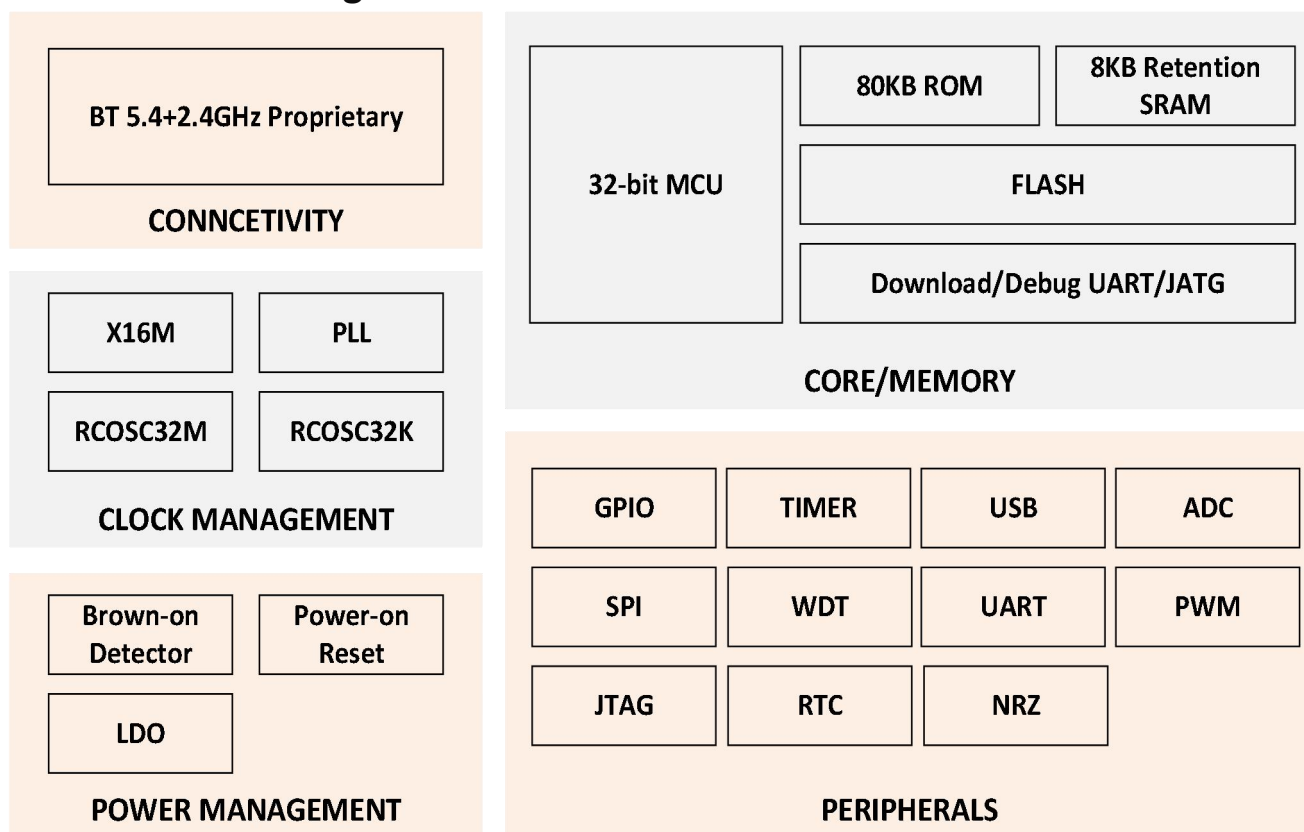 BT 5.4+2.4GHz Proprietary
CONNCETIVITY
X16M
PLL
RCOSC32M
RCOSC32K
CLOCK MANAGEMENT
Brown-on
Detector
Power-on
Reset
LDO
POWER MANAGEMENT
32-bit MCU
80KB ROM
8KB Retention
SRAM
FLASH
Download/Debug UART/JATG
CORE/MEMORY
GPIO
TIMER
USB
ADC
SPI
WDT
UART
PWM
JTAG
RTC
NRZ
PERIPHERALS